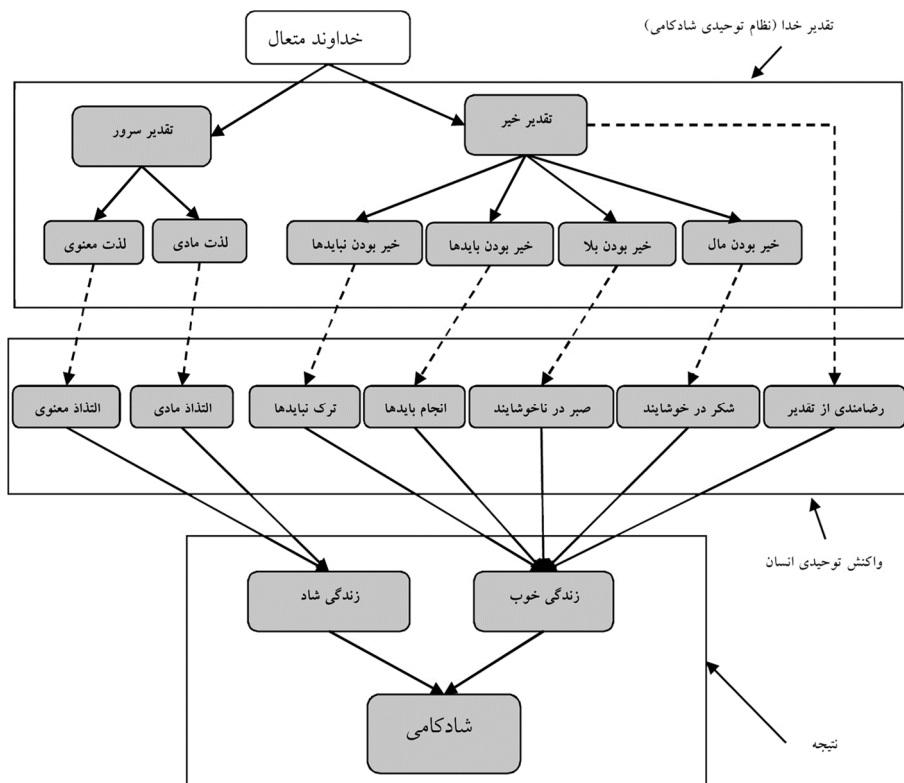 تقدیر خدا (نظام توحیدی شادکامی)
خداوند متعال
تقدیر خیر
تقدیر سرور
خیر بودن مال
خیر بودن بلا
خیر بودن بایدها
خیر بودن نبایدها
لذت مادی
لذت معنوی
رضامندی از تقدیر
شکر در خوشایند
صبر در ناخوشایند
انجام بایدها
ترک نبایدها
التذاذ مادی
التذاذ معنوی
واکنش توحیدی انسان
زندگی خوب
زندگی شاد
شادکامی
نتیجه